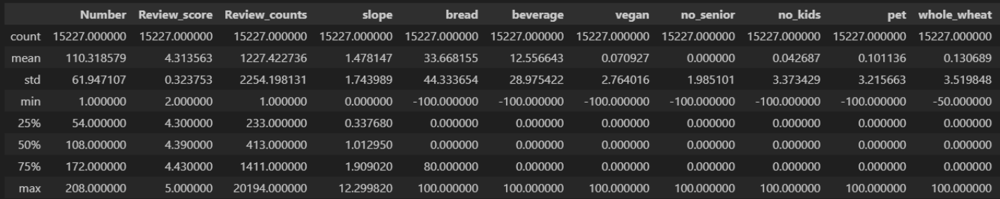 Number Review_score Review_counts slope bread beverage vegan no_senior no_kids pet whole_wheat
count 15227.000000 15227.000000 15227.000000 15227.000000 15227.000000 15227.000000 15227.000000 15227.000000 15227.000000 15227.000000 15227.000000
mean 110.318579 4.313563 1227.422736 1.478147 33.668155 12.556643 0.070927 0.000000 0.042687 0.101136 0.130689
std 61.947107 0.323753 2254.198131 1.743989 44.333654 28.975422 2.764016 1.985101 3.373429 3.215663 3.519848
min 1.000000 2.000000 1.000000 0.000000 -100.000000 -100.000000 -100.000000 -100.000000 -100.000000 -100.000000 -50.000000
25% 54.000000 4.300000 233.000000 0.337680 0.000000 0.000000 0.000000 0.000000 0.000000 0.000000 0.000000
50% 108.000000 4.390000 413.000000 1.012950 0.000000 0.000000 0.000000 0.000000 0.000000 0.000000 0.000000
75% 172.000000 4.430000 1411.000000 1.909020 80.000000 0.000000 0.000000 0.000000 0.000000 0.000000 0.000000
max 208.000000 5.000000 20194.000000 12.299820 100.000000 100.000000 100.000000 100.000000 100.000000 100.000000 100.000000